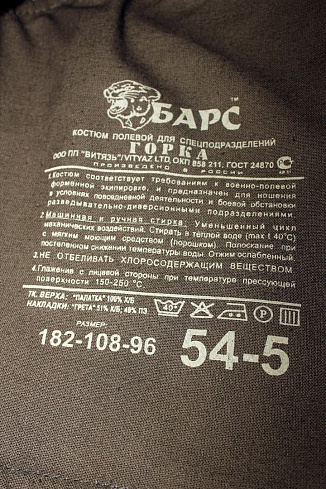 БАРС™
КОСТЮМ ПОЛЕВОЙ ДЛЯ СПЕЦПОДРАЗДЕЛЕНИЙ
ГОРКА
ООО ПП "ВИТЯЗЬ"/VITYAZ LTD, ОКП 858 211, ГОСТ 24870
ПРОИЗВЕДЕНО В РОССИИ
Костюм соответствует требованиям к военно-полевой
форменной экипировке, и предназначен для ношения
в условиях повседневной деятельности и боевой обстановки
разведывательно-диверсионными подразделениями.
2.Машинная и ручная стирка. Уменьшенный цикл
механических воздействий. Стирать в тёплой воде (max t 40°C)
с мягким моющим средством (порошком). Полоскание при
постепенном снижении температуры воды. Отжим ослабленный.
3.НЕ ОТБЕЛИВАТЬ ХЛОРОСОДЕРЖАЩИМ ВЕЩЕСТВОМ
4.Глажение с лицевой стороны при температуре прессующей
поверхности 150-250 °C.
ТК. ВЕРХА: "ПАЛАТКА" 100% Х/Б
НАКЛАДКИ: "ГРЕТА" 51% Х/Б; 49% ПЭ
40° P
РАЗМЕР:
182-108-96 54-5